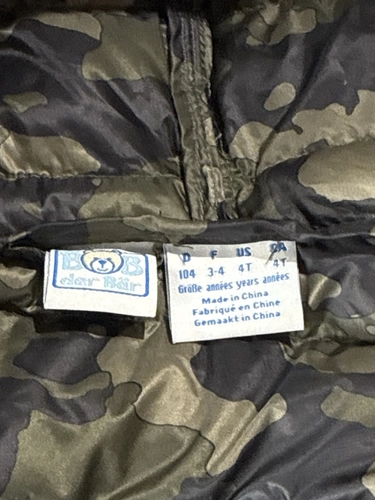 BOB
der Bär
D F US CA
104 3-4 4T 4T
Größe années years années
Made in China
Fabriqué en Chine
Gemaakt in China